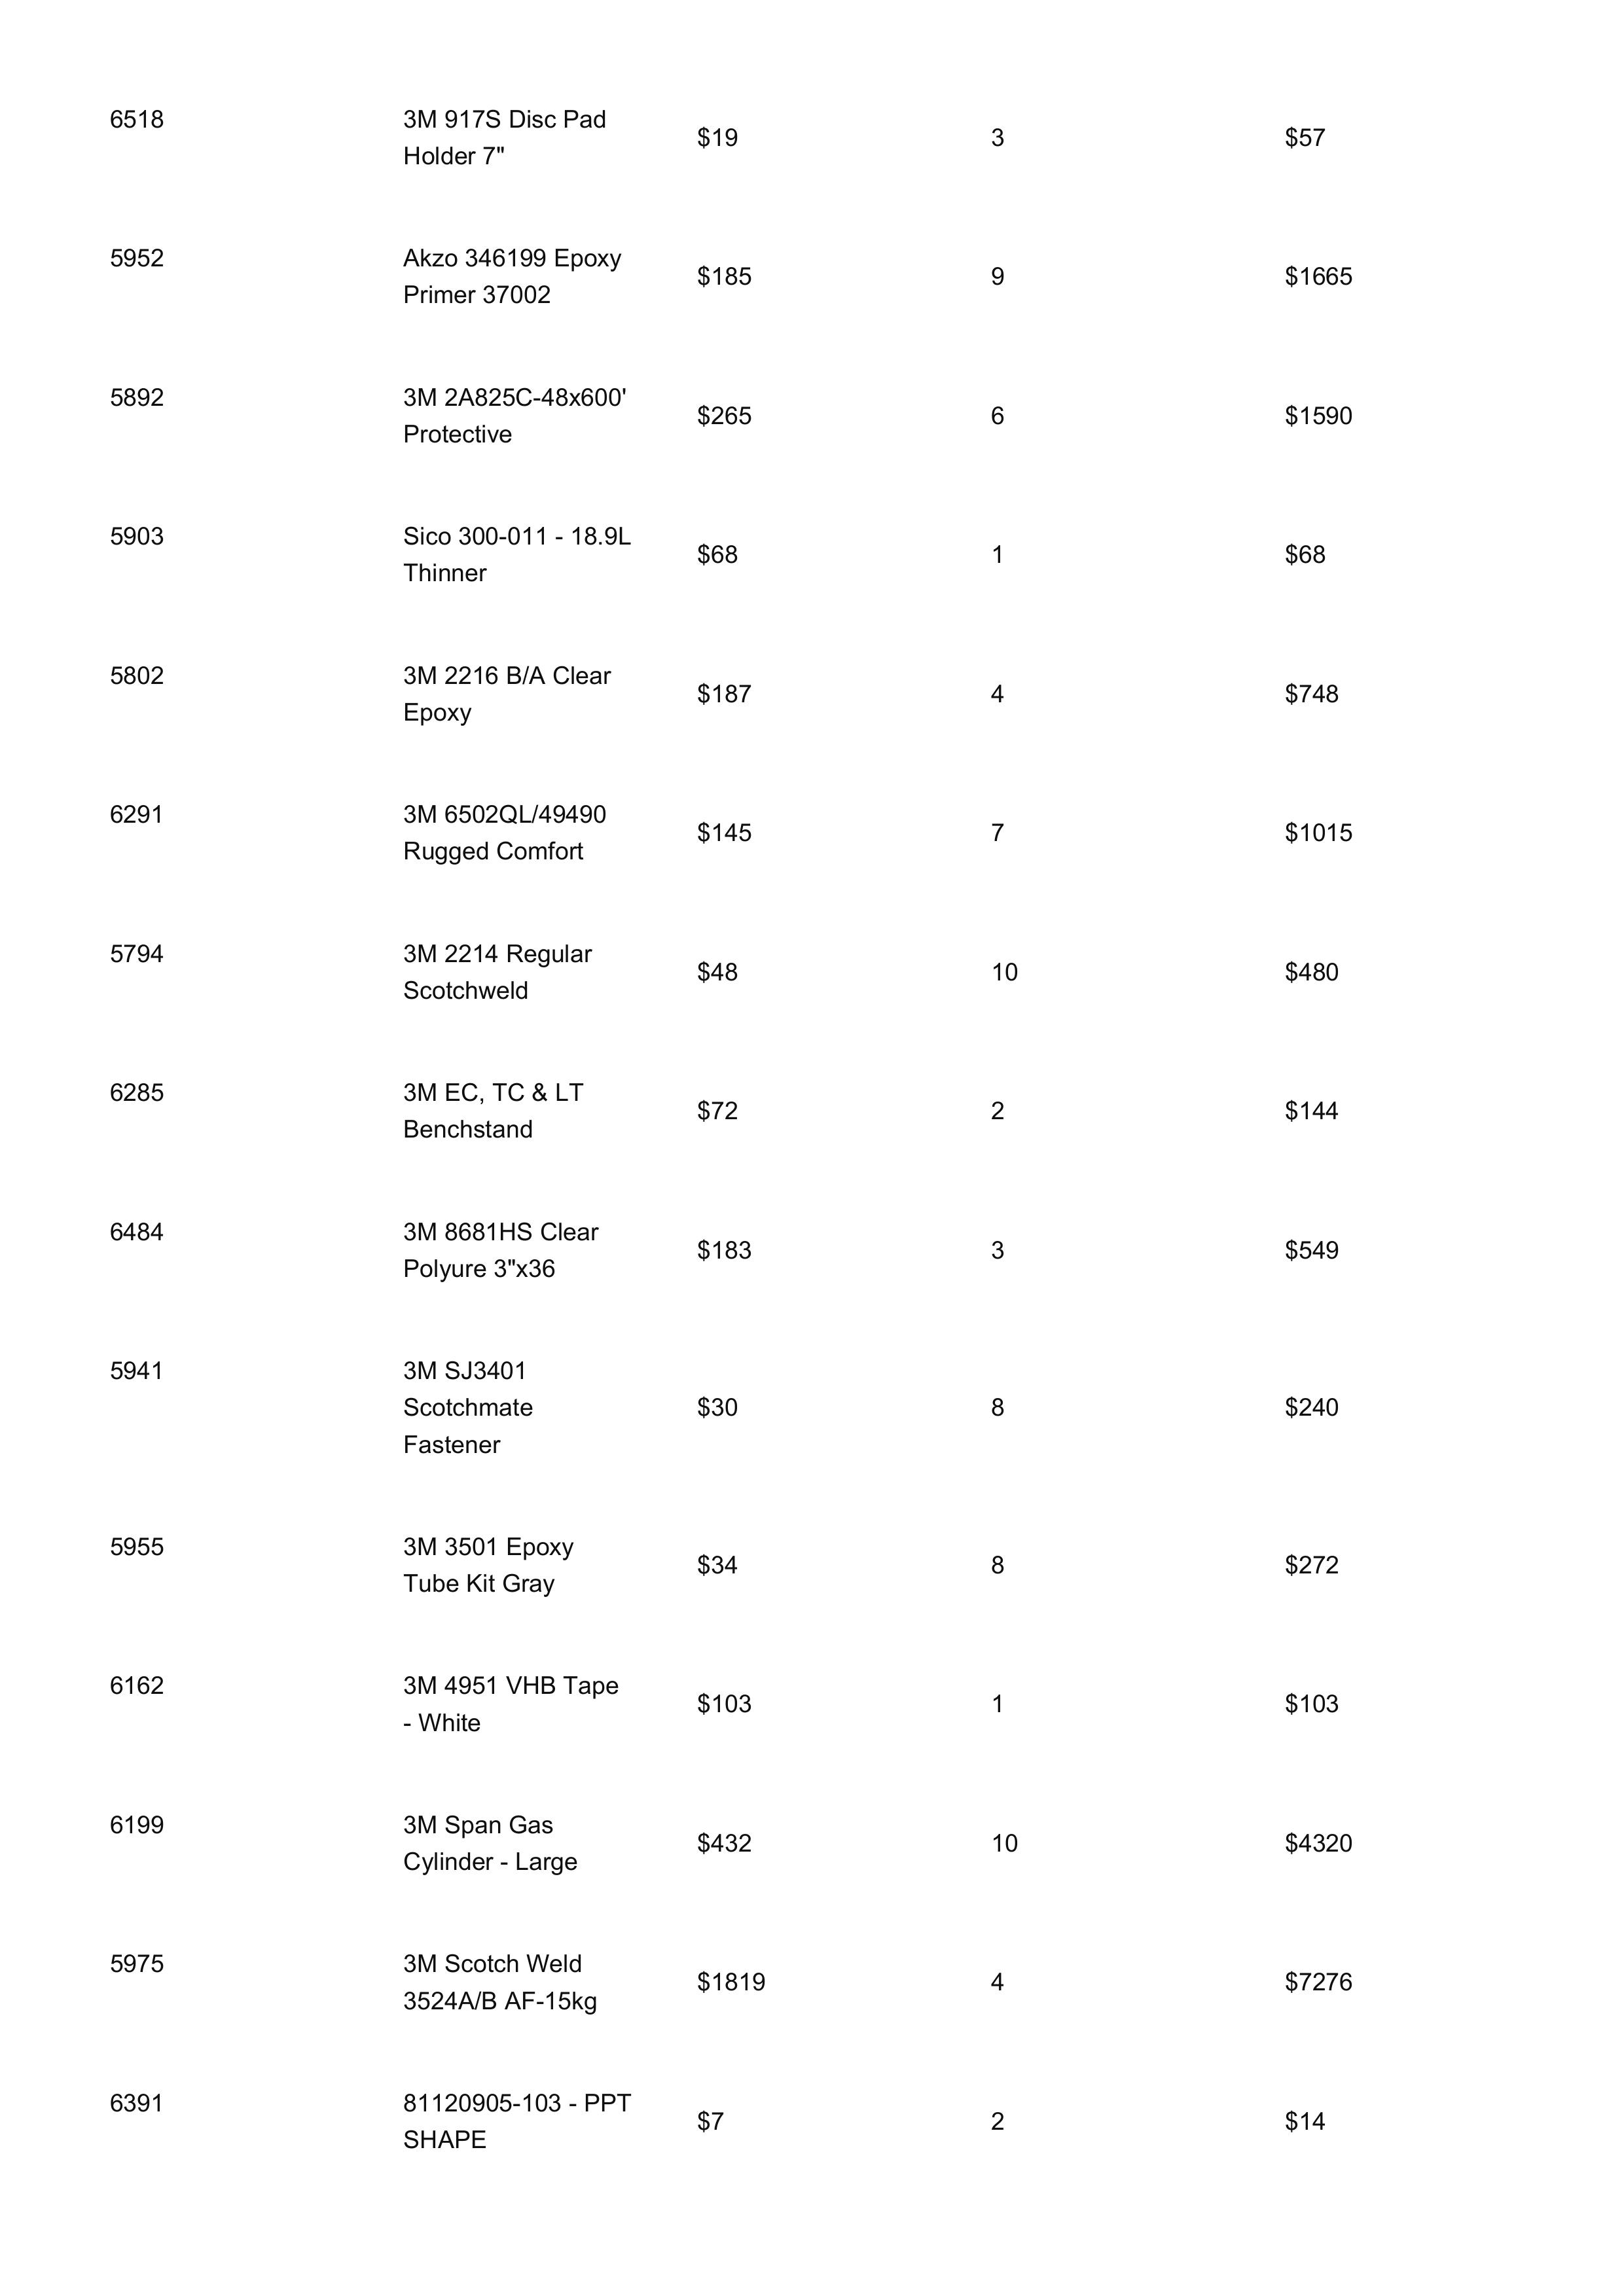 6518
3M 917S Disc Pad
Holder 7"
$19
3
$57
5952
Akzo 346199 Epoxy
Primer 37002
$185
9
$1665
5892
3M 2A825C-48x600'
Protective
$265
6
$1590
5903
Sico 300-011 - 18.9L
Thinner
$68
1
$68
5802
3M 2216 B/A Clear
Epoxy
$187
4
$748
6291
3M 6502QL/49490
Rugged Comfort
$145
7
$1015
5794
3M 2214 Regular
Scotchweld
$48
10
$480
6285
3M EC, TC & LT
Benchstand
$72
2
$144
6484
3M 8681HS Clear
Polyure 3"x36
$183
3
$549
5941
3M SJ3401
Scotchmate
Fastener
$30
8
$240
5955
3M 3501 Epoxy
Tube Kit Gray
$34
8
$272
6162
3M 4951 VHB Tape
- White
$103
1
$103
6199
3M Span Gas
Cylinder - Large
$432
10
$4320
5975
3M Scotch Weld
3524A/B AF-15kg
$1819
4
$7276
6391
81120905-103 - PPT
SHAPE
$7
2
$14